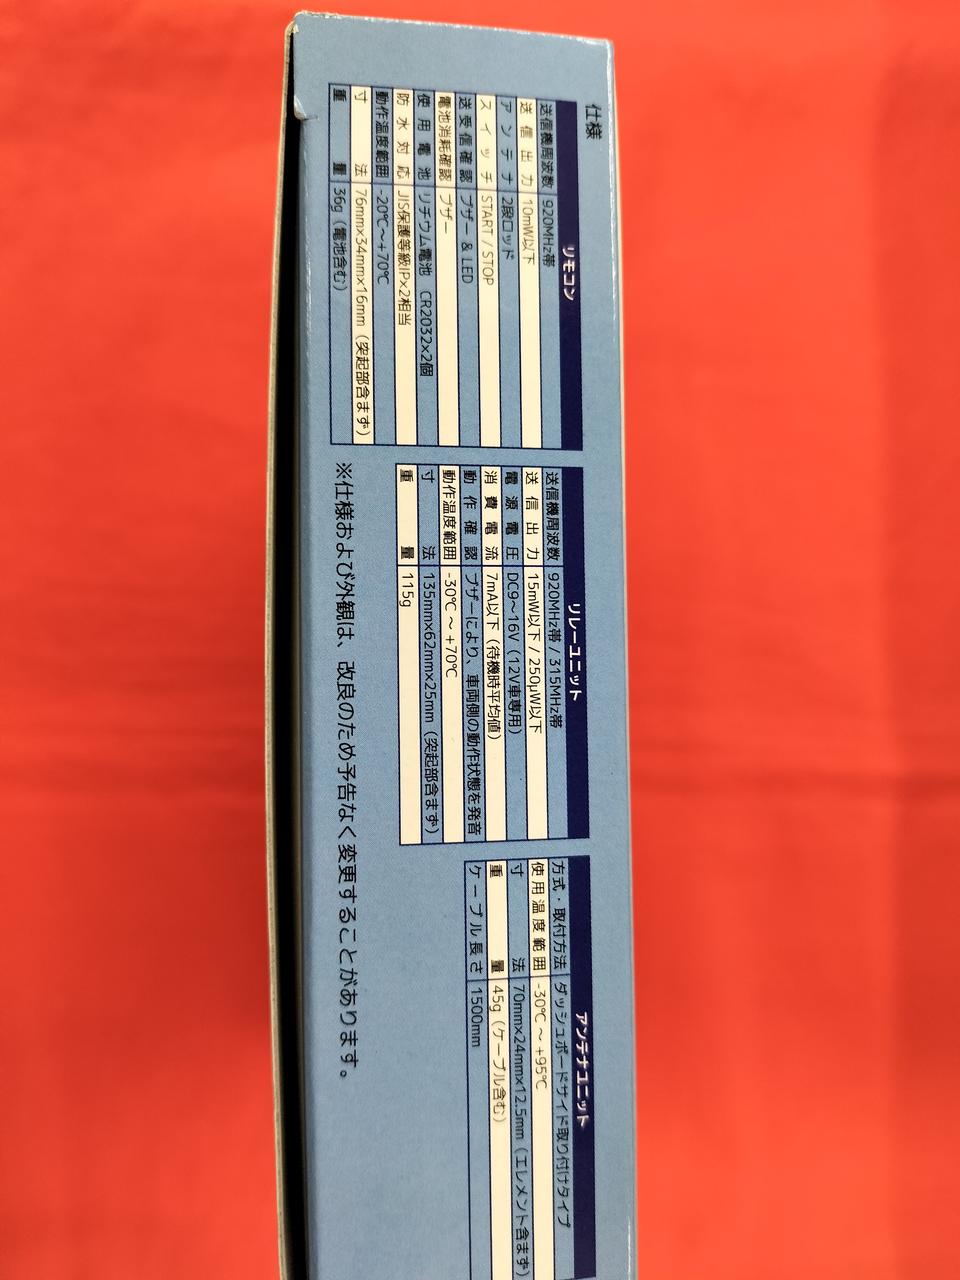 仕様
リモコン
送信機周波数 920MHz帯
送信出力 10mW以下
アンテナ 2段ロッド
スイッチ START / STOP
送受信確認 ブザー & LED
電池消耗確認 ブザー
使用電池 リチウム電池 CR2032×2個
防水対応 JIS保護等級IP×2相当
動作温度範囲 -20℃〜+70℃
寸法 76mm×34mm×16mm（突起部含まず）
重量 36g（電池含む）
リレーユニット
送信機周波数 920MHz帯 / 315MHz帯
送信出力 15mW以下 / 250μW以下
電源電圧 DC9〜16V（12V車専用）
消費電流 7mA以下（待機時平均値）
動作確認 ブザーにより、車両側の動作状態を発音
動作温度範囲 -30℃ 〜 +70℃
寸法 135mm×62mm×25mm（突起部含まず）
重量 115g
アンテナユニット
方式・取付方法 ダッシュボードサイド取り付けタイプ
使用温度範囲 -30℃ 〜 +95℃
寸法 70mm×24mm×12.5mm（エレメント含まず）
重量 45g（ケーブル含む）
ケーブル長さ 1500mm
※仕様および外観は、改良のため予告なく変更することがあります。